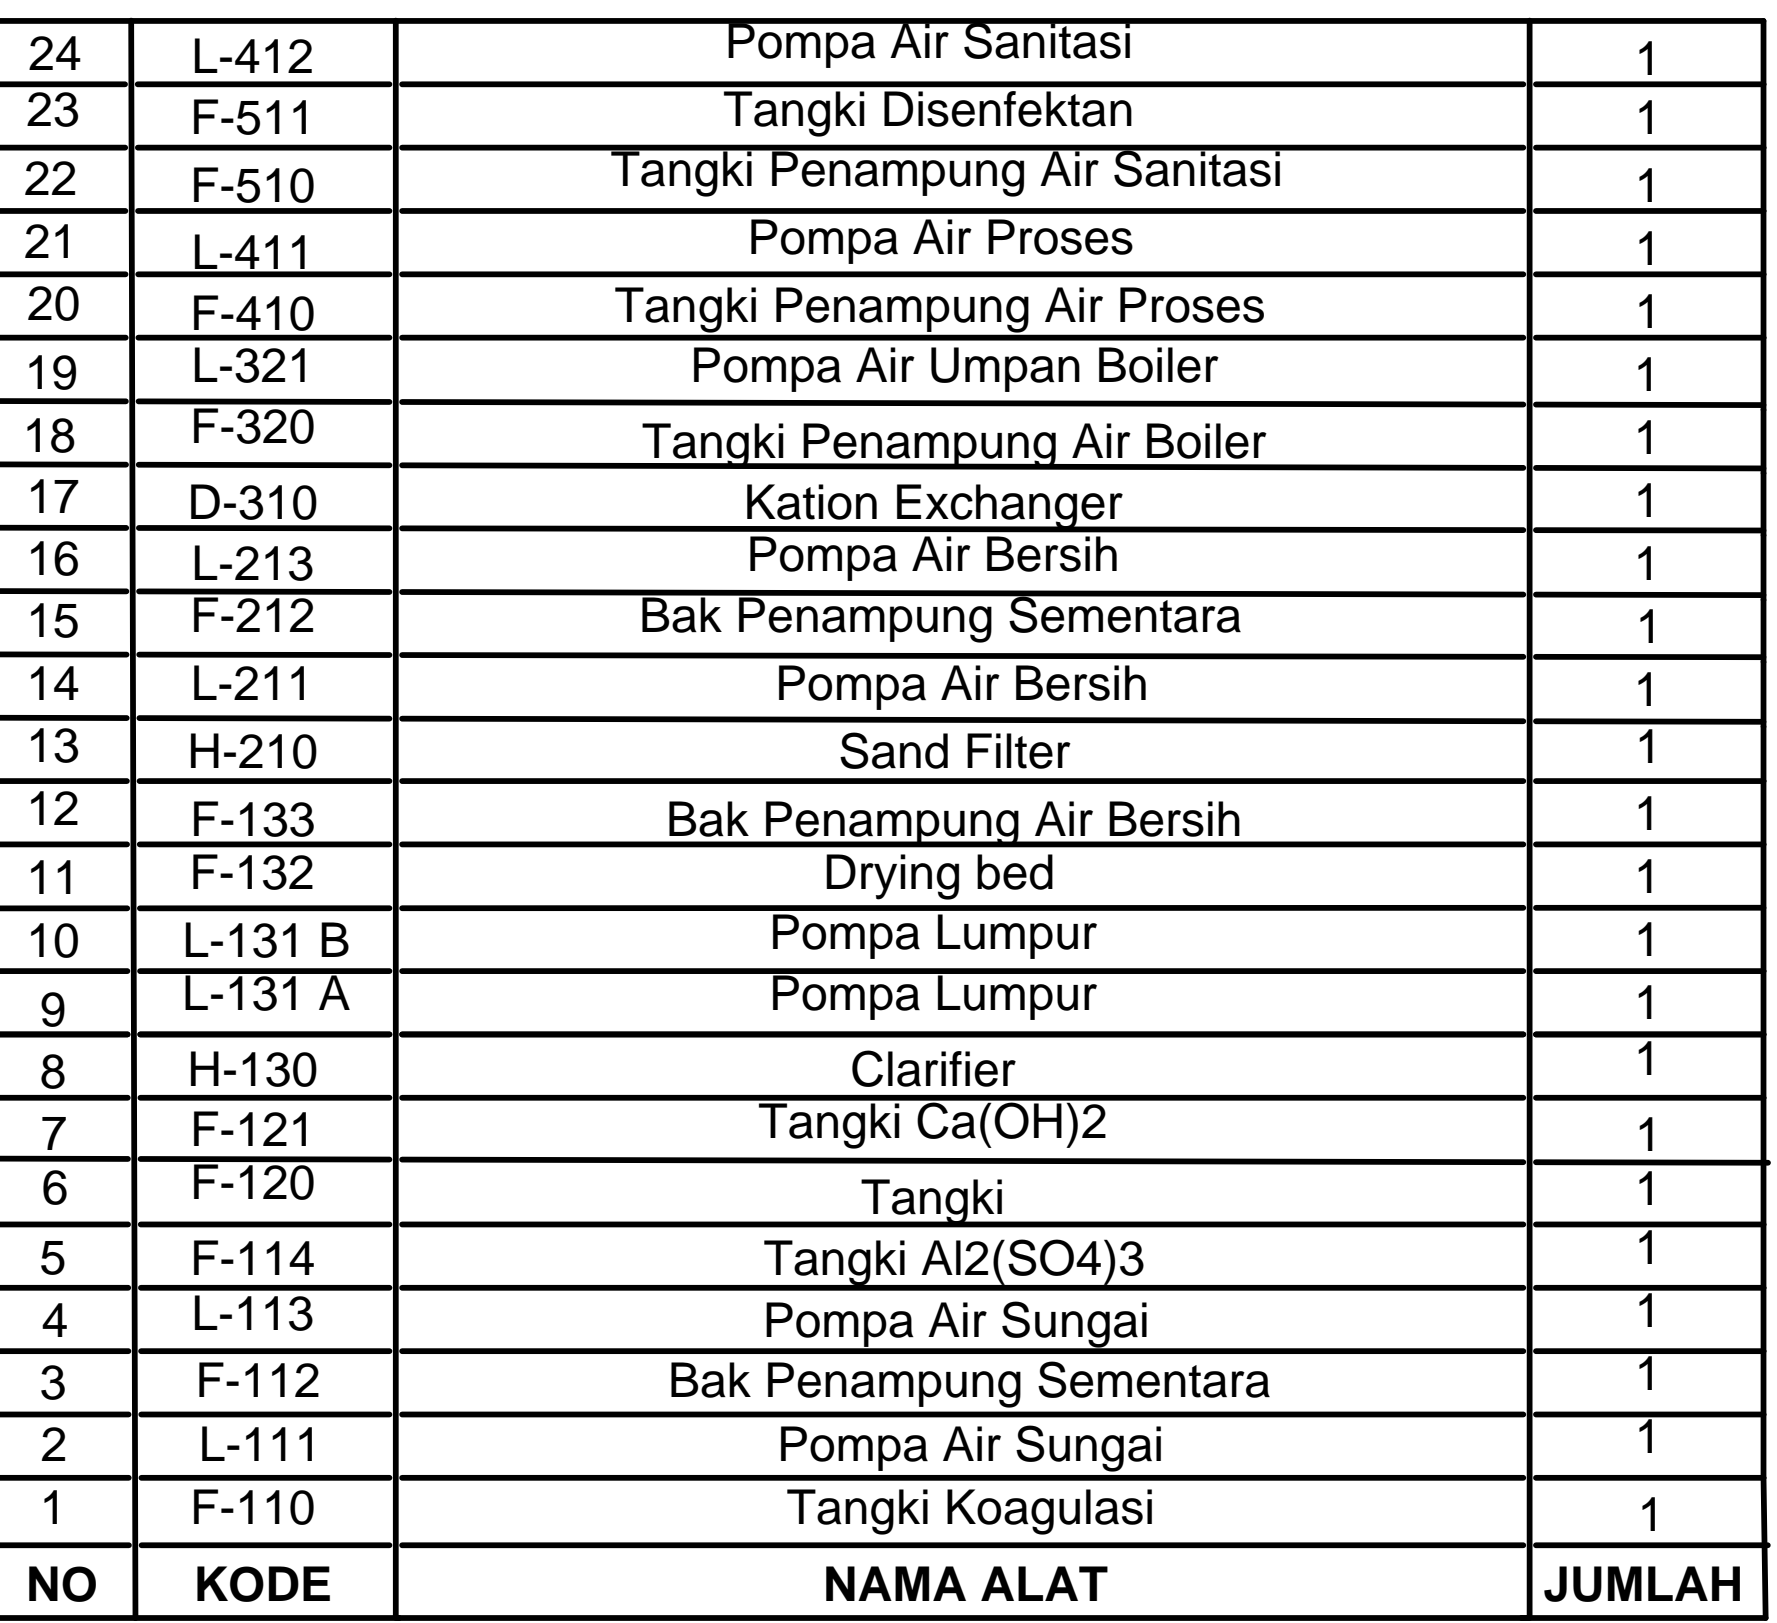 24 L-412 Pompa Air Sanitasi 1
23 F-511 Tangki Disenfektan 1
22 F-510 Tangki Penampung Air Sanitasi 1
21 L-411 Pompa Air Proses 1
20 F-410 Tangki Penampung Air Proses 1
19 L-321 Pompa Air Umpan Boiler 1
18 F-320 Tangki Penampung Air Boiler 1
17 D-310 Kation Exchanger 1
16 L-213 Pompa Air Bersih 1
15 F-212 Bak Penampung Sementara 1
14 L-211 Pompa Air Bersih 1
13 H-210 Sand Filter 1
12 F-133 Bak Penampung Air Bersih 1
11 F-132 Drying bed 1
10 L-131 B Pompa Lumpur 1
9 L-131 A Pompa Lumpur 1
8 H-130 Clarifier 1
7 F-121 Tangki Ca(OH)2 1
6 F-120 Tangki 1
5 F-114 Tangki Al2(SO4)3 1
4 L-113 Pompa Air Sungai 1
3 F-112 Bak Penampung Sementara 1
2 L-111 Pompa Air Sungai 1
1 F-110 Tangki Koagulasi 1
NO KODE NAMA ALAT JUMLAH